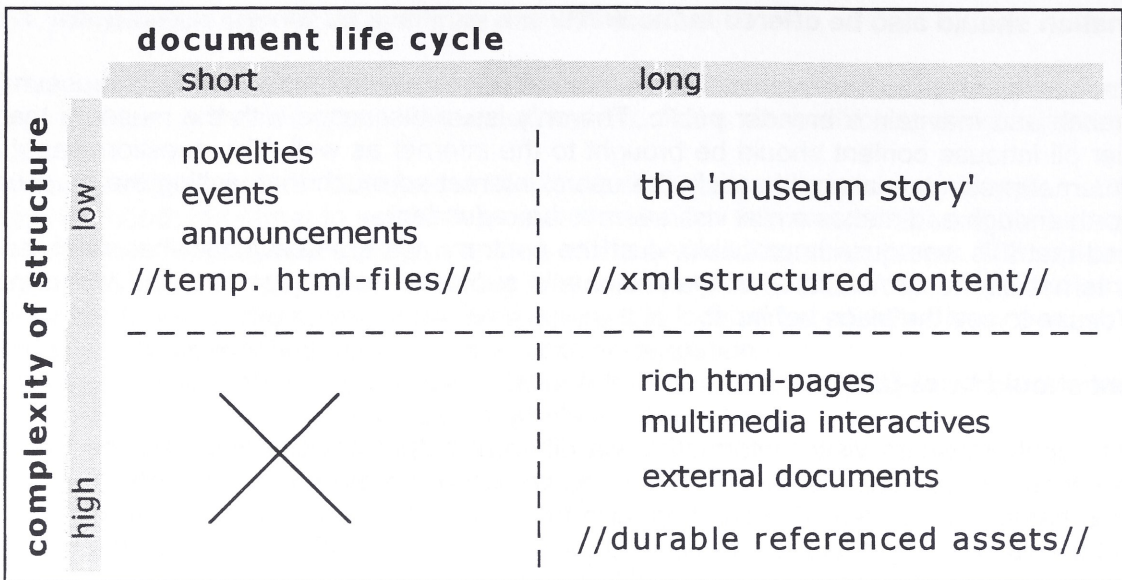 document life cycle
short long
complexity of structure
low
novelties
events
announcements
//temp. html-files//
the 'museum story'
//xml-structured content//
high
rich html-pages
multimedia interactives
external documents
//durable referenced assets//